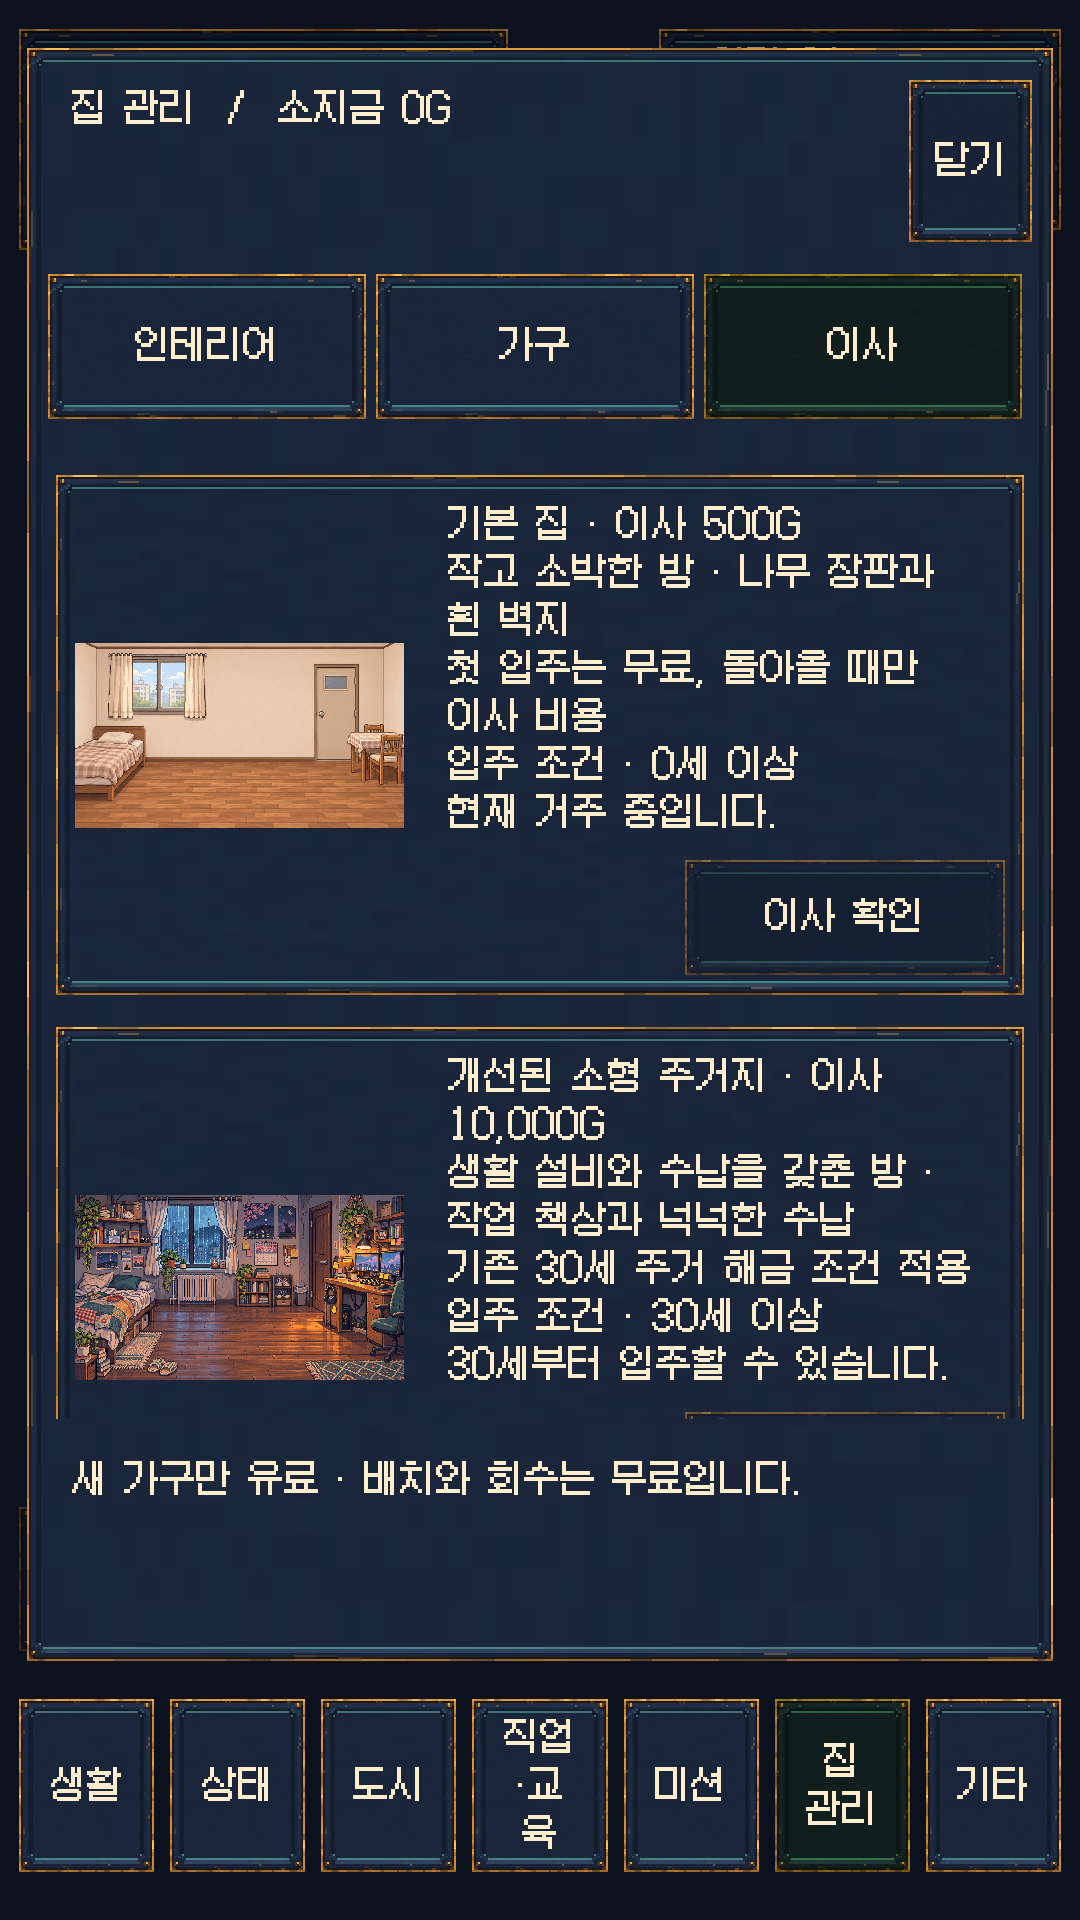 집 관리 / 소지금 0G
닫기
인테리어
가구
이사
기본 집 · 이사 500G
작고 소박한 방 · 나무 장판과
흰 벽지
첫 입주는 무료, 돌아올 때만
이사 비용
입주 조건 · 0세 이상
현재 거주 중입니다.
이사 확인
개선된 소형 주거지 · 이사
10,000G
생활 설비와 수납을 갖춘 방 ·
작업 책상과 넉넉한 수납
기존 30세 주거 해금 조건 적용
입주 조건 · 30세 이상
30세부터 입주할 수 있습니다.
새 가구만 유료 · 배치와 회수는 무료입니다.
생활
상태
도시
직업
·교
육
미션
집
관리
기타